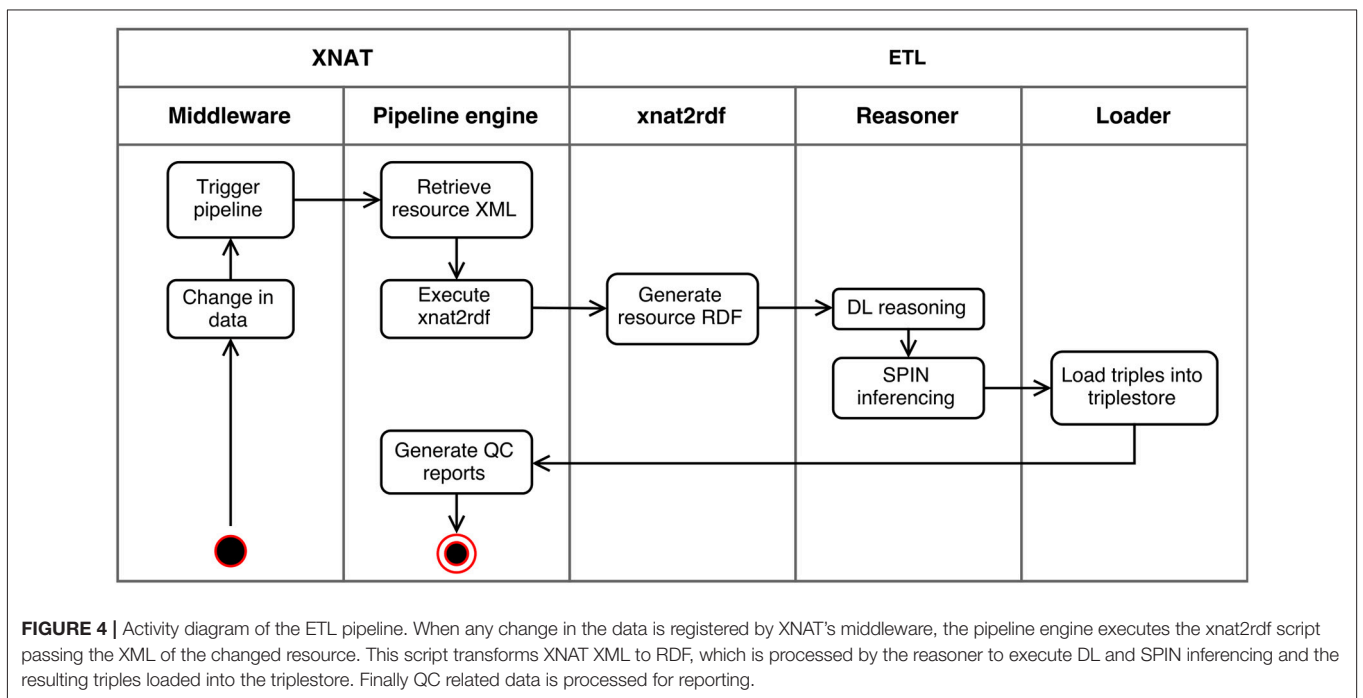 XNAT
ETL
Middleware
Pipeline engine
xnat2rdf
Reasoner
Loader
Trigger
pipeline
Retrieve
resource XML
Change in
data
Execute
xnat2rdf
Generate
resource RDF
DL reasoning
SPIN
inferencing
Load triples into
triplestore
Generate QC
reports
FIGURE 4 | Activity diagram of the ETL pipeline. When any change in the data is registered by XNAT's middleware, the pipeline engine executes the xnat2rdf script
passing the XML of the changed resource. This script transforms XNAT XML to RDF, which is processed by the reasoner to execute DL and SPIN inferencing and the
resulting triples loaded into the triplestore. Finally QC related data is processed for reporting.